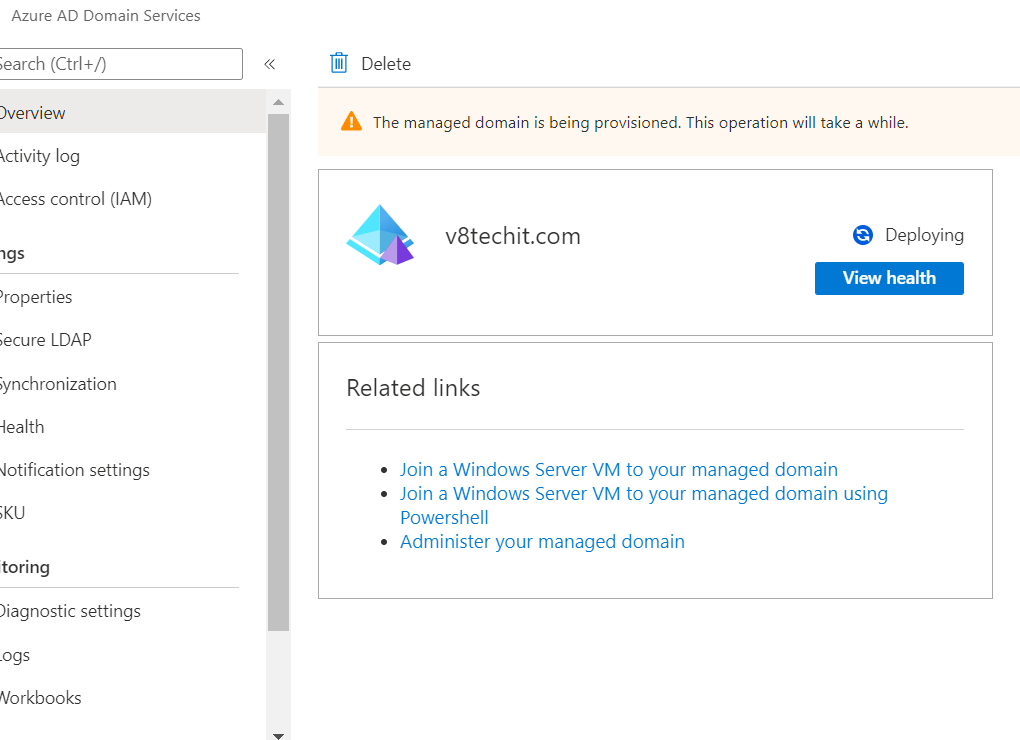 Azure AD Domain Services
Search (Ctrl+/)
«
Delete
The managed domain is being provisioned. This operation will take a while.
Overview
Activity log
Access control (IAM)
ngs
Properties
Secure LDAP
Synchronization
Health
Notification settings
SKU
itoring
Diagnostic settings
Logs
Workbooks
v8techit.com
Deploying
View health
Related links
Join a Windows Server VM to your managed domain
Join a Windows Server VM to your managed domain using
Powershell
Administer your managed domain